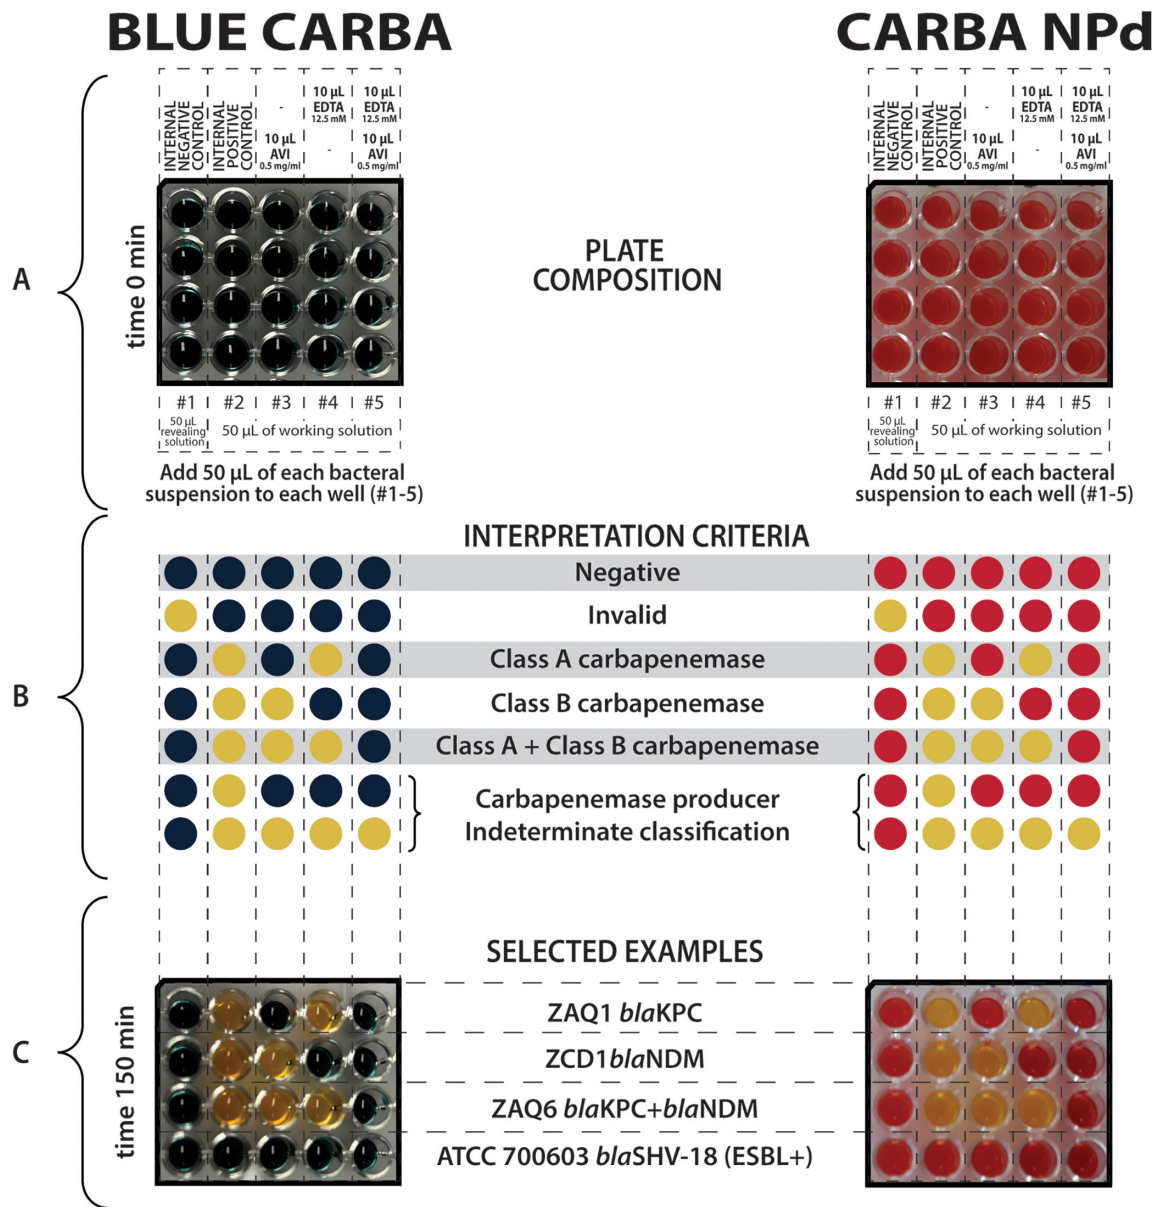 BLUE CARBA
CARBA NPd
INTERNAL
NEGATIVE
CONTROL
INTERNAL
POSITIVE
CONTROL
-
10 µL
AVI
0.5 mg/ml
10 µL
EDTA
12.5 mM
-
10 µL
EDTA
12.5 mM
10 µL
AVI
0.5 mg/ml
INTERNAL
NEGATIVE
CONTROL
INTERNAL
POSITIVE
CONTROL
-
10 µL
AVI
0.5 mg/ml
10 µL
EDTA
12.5 mM
-
10 µL
EDTA
12.5 mM
10 µL
AVI
0.5 mg/ml
A
time 0 min
PLATE
COMPOSITION
#1 #2 #3 #4 #5
50 µL
revealing
solution
50 µL of working solution
Add 50 µL of each bacteral
suspension to each well (#1-5)
#1 #2 #3 #4 #5
50 µL
revealing
solution
50 µL of working solution
Add 50 µL of each bacteral
suspension to each well (#1-5)
B
INTERPRETATION CRITERIA
Negative
Invalid
Class A carbapenemase
Class B carbapenemase
Class A + Class B carbapenemase
Carbapenemase producer
Indeterminate classification
C
time 150 min
SELECTED EXAMPLES
ZAQ1 blaKPC
ZCD1blaNDM
ZAQ6 blaKPC+blaNDM
ATCC 700603 blaSHV-18 (ESBL+)